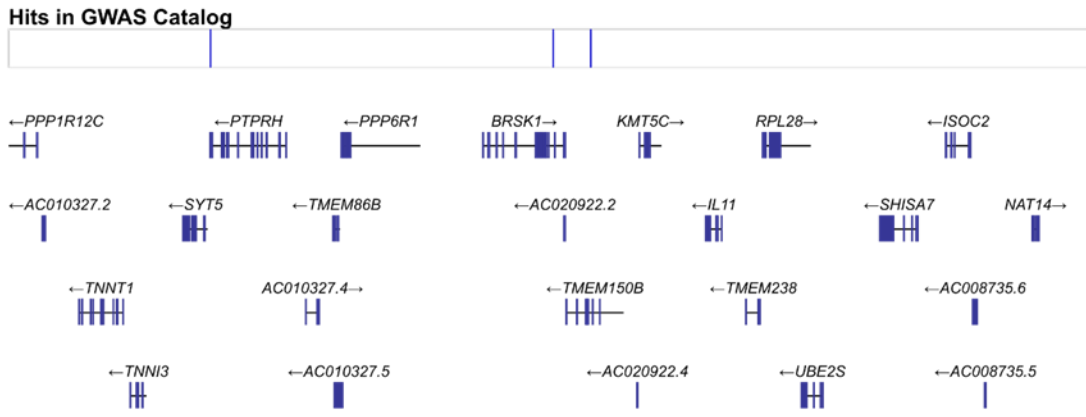 Hits in GWAS Catalog
←PPP1R12C ←PTPRH ←PPP6R1 BRSK1→ KMT5C→ RPL28→ ←ISOC2
←AC010327.2 ←SYT5 ←TMEM86B ←AC020922.2 ←IL11 ←SHISA7 NAT14→
←TNNT1 AC010327.4→ ←TMEM150B ←TMEM238 ←AC008735.6
←TNNI3 ←AC010327.5 ←AC020922.4 ←UBE2S ←AC008735.5